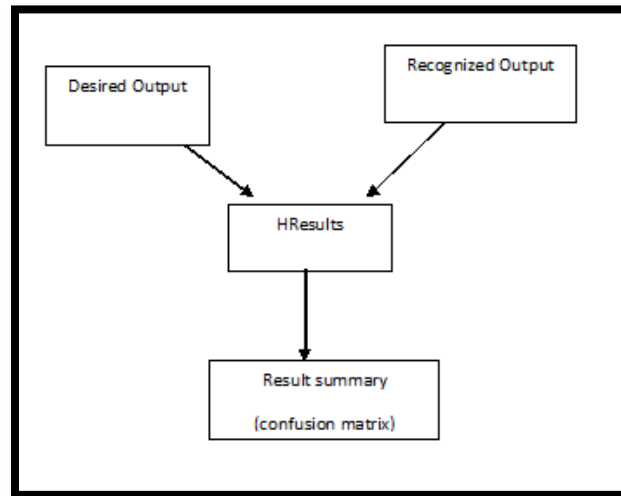 Desired Output
Recognized Output
HResults
Result summary
(confusion matrix)